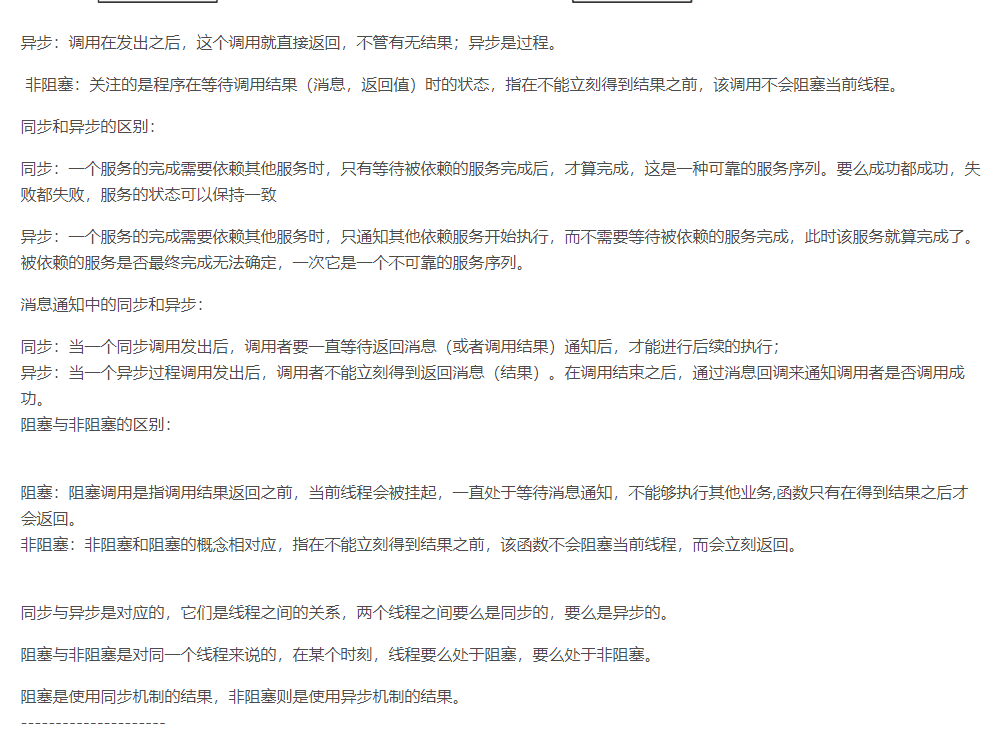 异步：调用在发出之后，这个调用就直接返回，不管有无结果；异步是过程。
非阻塞：关注的是程序在等待调用结果（消息，返回值）时的状态，指在不能立刻得到结果之前，该调用不会阻塞当前线程。
同步和异步的区别：
同步：一个服务的完成需要依赖其他服务时，只有等待被依赖的服务完成后，才算完成，这是一种可靠的服务序列。要么成功都成功，失
败都失败，服务的状态可以保持一致
异步：一个服务的完成需要依赖其他服务时，只通知其他依赖服务开始执行，而不需要等待被依赖的服务完成，此时该服务就算完成了。
被依赖的服务是否最终完成无法确定，一次它是一个不可靠的服务序列。
消息通知中的同步和异步：
同步：当一个同步调用发出后，调用者要一直等待返回消息（或者调用结果）通知后，才能进行后续的执行；
异步：当一个异步过程调用发出后，调用者不能立刻得到返回消息（结果）。在调用结束之后，通过消息回调来通知调用者是否调用成
功。
阻塞与非阻塞的区别：
阻塞：阻塞调用是指调用结果返回之前，当前线程会被挂起，一直处于等待消息通知，不能够执行其他业务,函数只有在得到结果之后才
会返回。
非阻塞：非阻塞和阻塞的概念相对应，指在不能立刻得到结果之前，该函数不会阻塞当前线程，而会立刻返回。
同步与异步是对应的，它们是线程之间的关系，两个线程之间要么是同步的，要么是异步的。
阻塞与非阻塞是对同一个线程来说的，在某个时刻，线程要么处于阻塞，要么处于非阻塞。
阻塞是使用同步机制的结果，非阻塞则是使用异步机制的结果。
---------------------